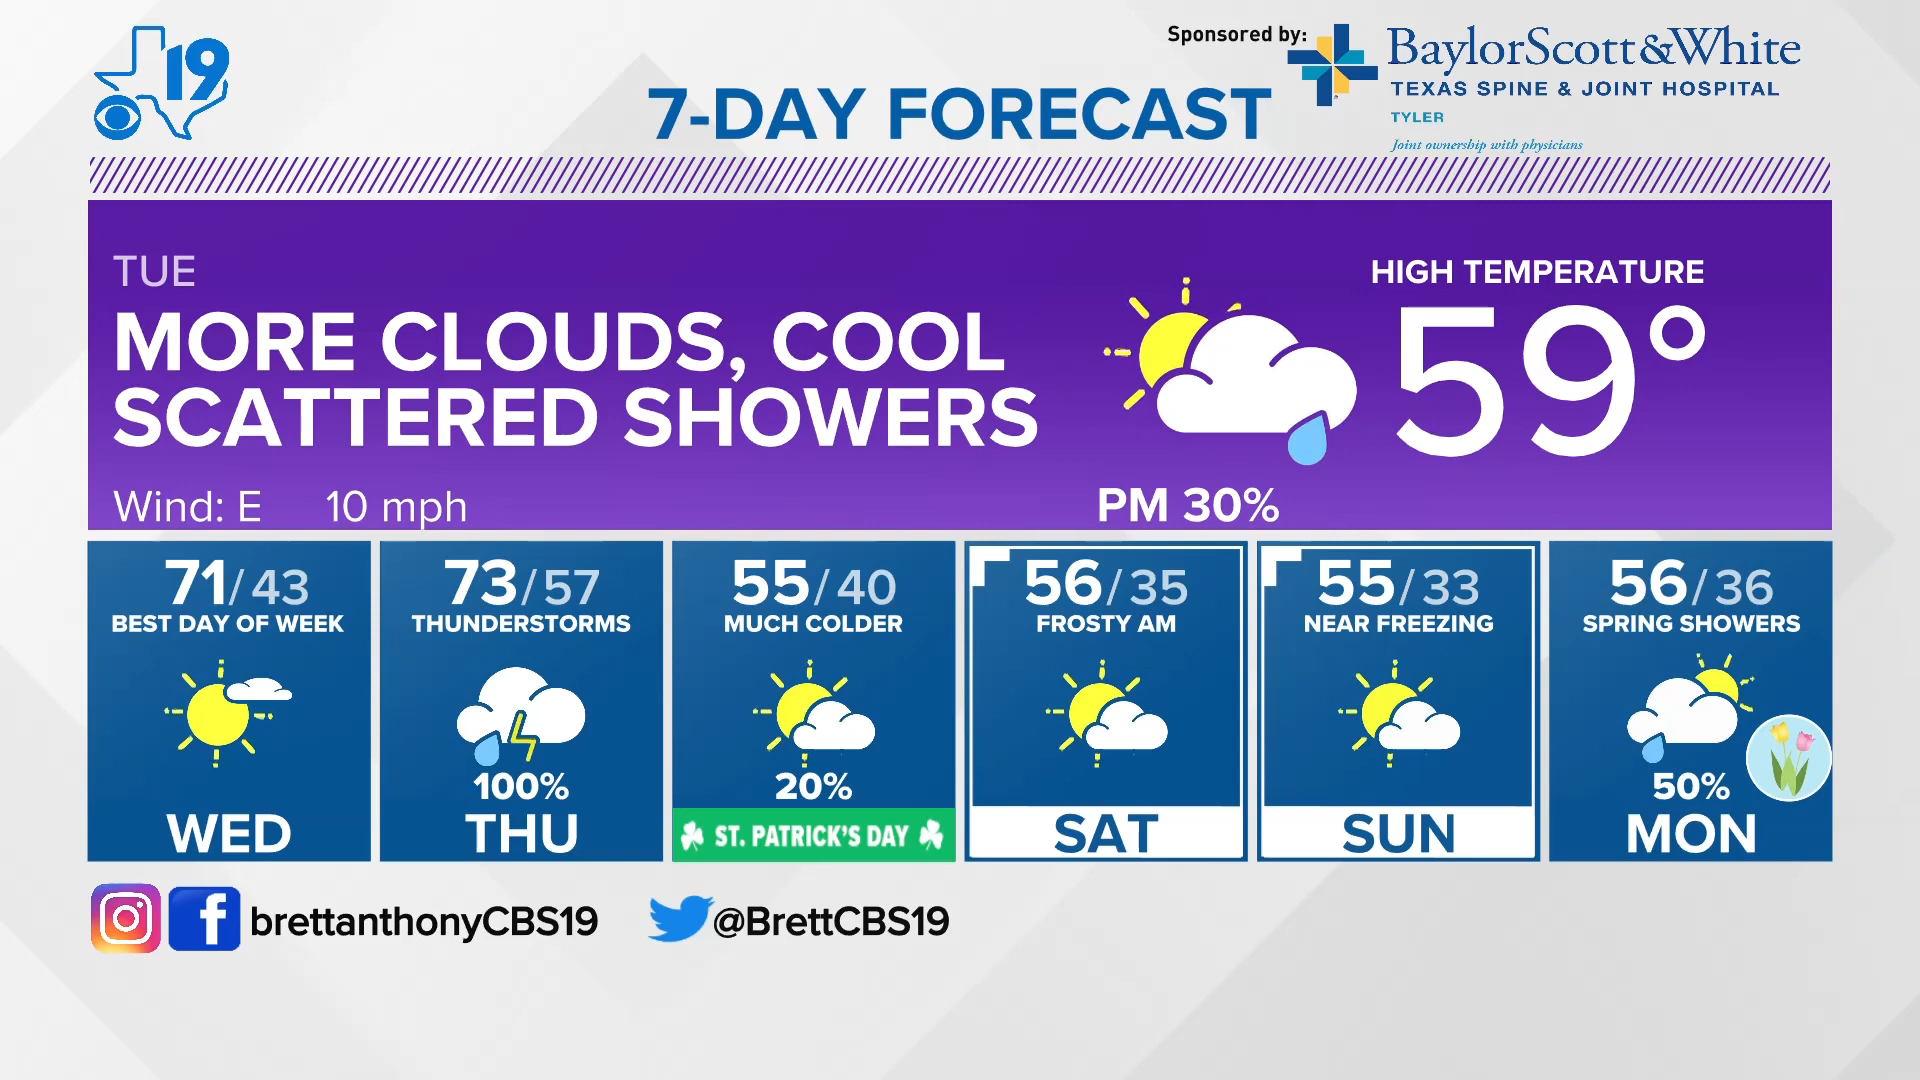 19
Sponsored by:
BaylorScott&White
TEXAS SPINE & JOINT HOSPITAL
TYLER
Joint ownership with physicians
7-DAY FORECAST
TUE
MORE CLOUDS, COOL
SCATTERED SHOWERS
Wind: E 10 mph
PM 30%
HIGH TEMPERATURE
59°
71/43
BEST DAY OF WEEK
WED
73/57
THUNDERSTORMS
100%
THU
55/40
MUCH COLDER
20%
ST. PATRICK'S DAY
56/35
FROSTY AM
SAT
55/33
NEAR FREEZING
SUN
56/36
SPRING SHOWERS
50%
MON
brettanthonyCBS19
@BrettCBS19